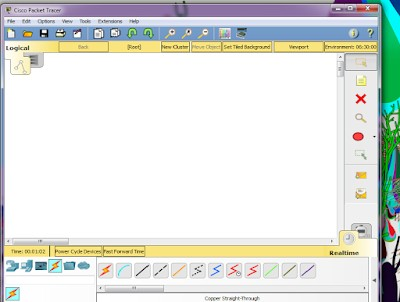 Cisco Packet Tracer
File Edit Options View Tools Extensions Help
Logical Back [Root] New Cluster Move Object Set Tiled Background Viewport Environment: 06:30:00
Time: 00:01:02 Power Cycle Devices Fast Forward Time Realtime
Copper Straight-Through